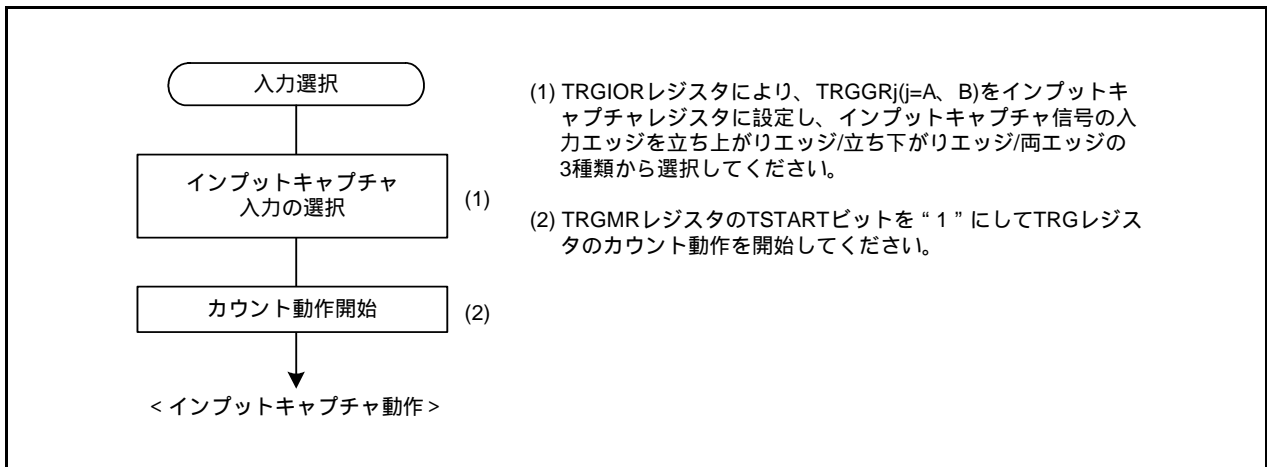 入力選択
インプットキャプチャ
入力の選択
(1)
カウント動作開始
(2)
＜インプットキャプチャ動作＞
(1) TRGIORレジスタにより、TRGGRj(j=A、B)をインプットキ
ャプチャレジスタに設定し、インプットキャプチャ信号の入
力エッジを立ち上がりエッジ/立ち下がりエッジ/両エッジの
3種類から選択してください。
(2) TRGMRレジスタのTSTARTビットを“1”にしてTRGレジス
タのカウント動作を開始してください。